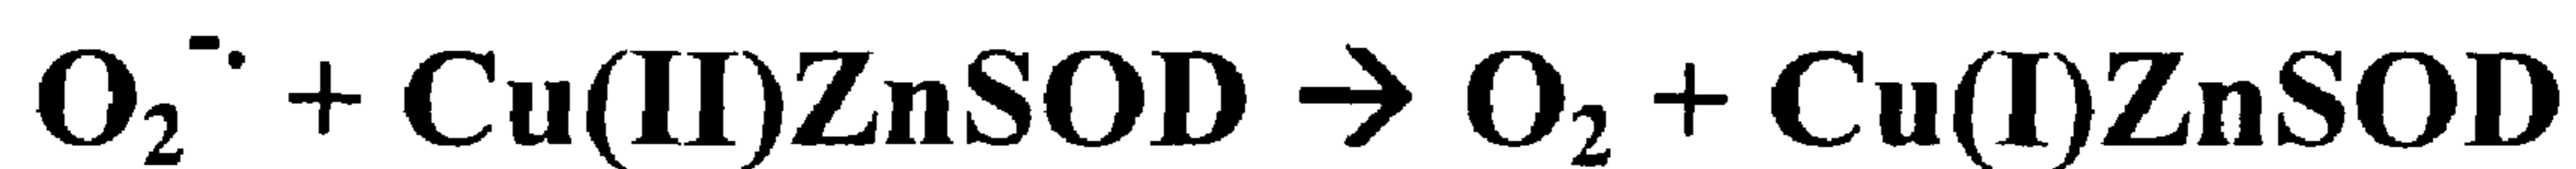 O₂⁻· + Cu(II)ZnSOD → O₂ + Cu(I)ZnSOD